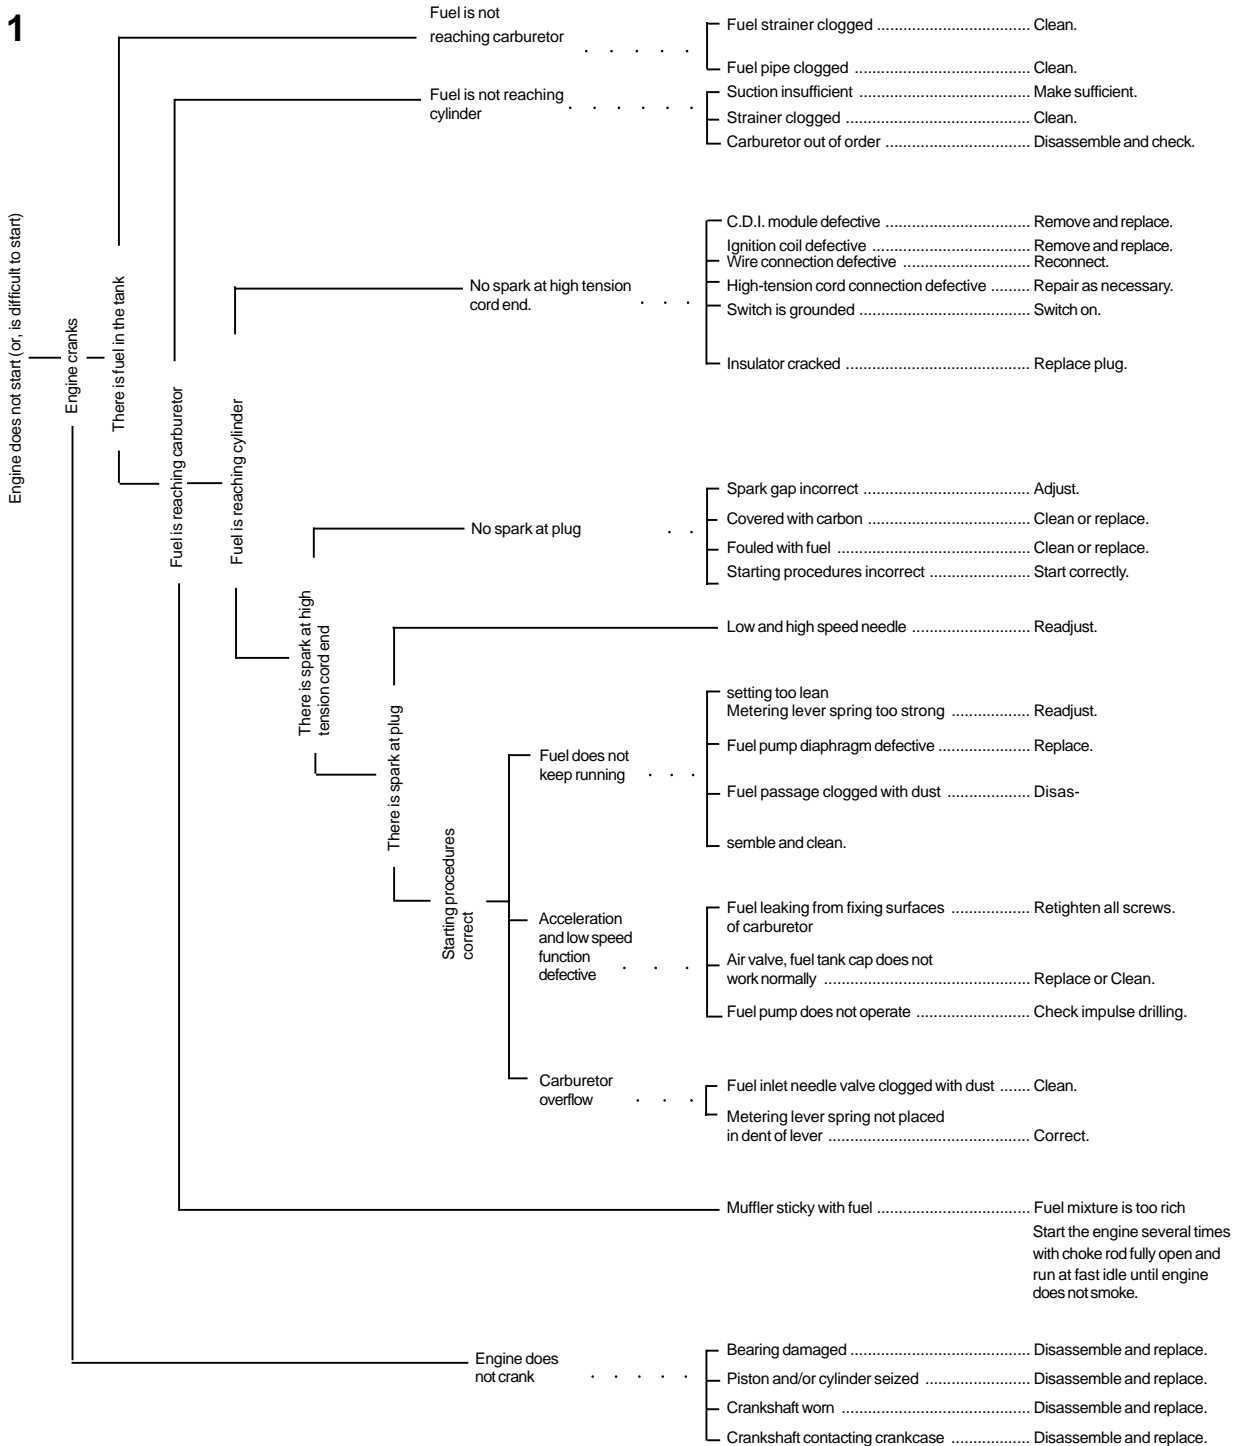 1
Fuel is not
reaching carburetor
Fuel strainer clogged ................................... Clean.
Fuel pipe clogged ........................................ Clean.
Fuel is not reaching
cylinder
Suction insufficient ....................................... Make sufficient.
Strainer clogged .......................................... Clean.
Carburetor out of order ................................. Disassemble and check.
Engine does not start (or, is difficult to start)
Engine cranks
There is fuel in the tank
Fuel is reaching carburetor
Fuel is reaching cylinder
No spark at high tension
cord end.
C.D.I. module defective ................................. Remove and replace.
Ignition coil defective .................................... Remove and replace.
Wire connection defective ............................. Reconnect.
High-tension cord connection defective ......... Repair as necessary.
Switch is grounded ....................................... Switch on.
Insulator cracked .......................................... Replace plug.
There is spark at high
tension cord end
No spark at plug
Spark gap incorrect ...................................... Adjust.
Covered with carbon ..................................... Clean or replace.
Fouled with fuel ............................................. Clean or replace.
Starting procedures incorrect ....................... Start correctly.
There is spark at plug
Low and high speed needle ........................... Readjust.
Starting procedures
correct
Fuel does not
keep running
setting too lean
Metering lever spring too strong .................. Readjust.
Fuel pump diaphragm defective ..................... Replace.
Fuel passage clogged with dust ................... Disas-
semble and clean.
Acceleration
and low speed
function
defective
Fuel leaking from fixing surfaces .................. Retighten all screws.
of carburetor
Air valve, fuel tank cap does not
work normally ............................................... Replace or Clean.
Fuel pump does not operate .......................... Check impulse drilling.
Carburetor
overflow
Fuel inlet needle valve clogged with dust ....... Clean.
Metering lever spring not placed
in dent of lever .............................................. Correct.
Muffler sticky with fuel ................................... Fuel mixture is too rich
Start the engine several times
with choke rod fully open and
run at fast idle until engine
does not smoke.
Engine does
not crank
Bearing damaged .......................................... Disassemble and replace.
Piston and/or cylinder seized ........................ Disassemble and replace.
Crankshaft worn ........................................... Disassemble and replace.
Crankshaft contacting crankcase .................. Disassemble and replace.